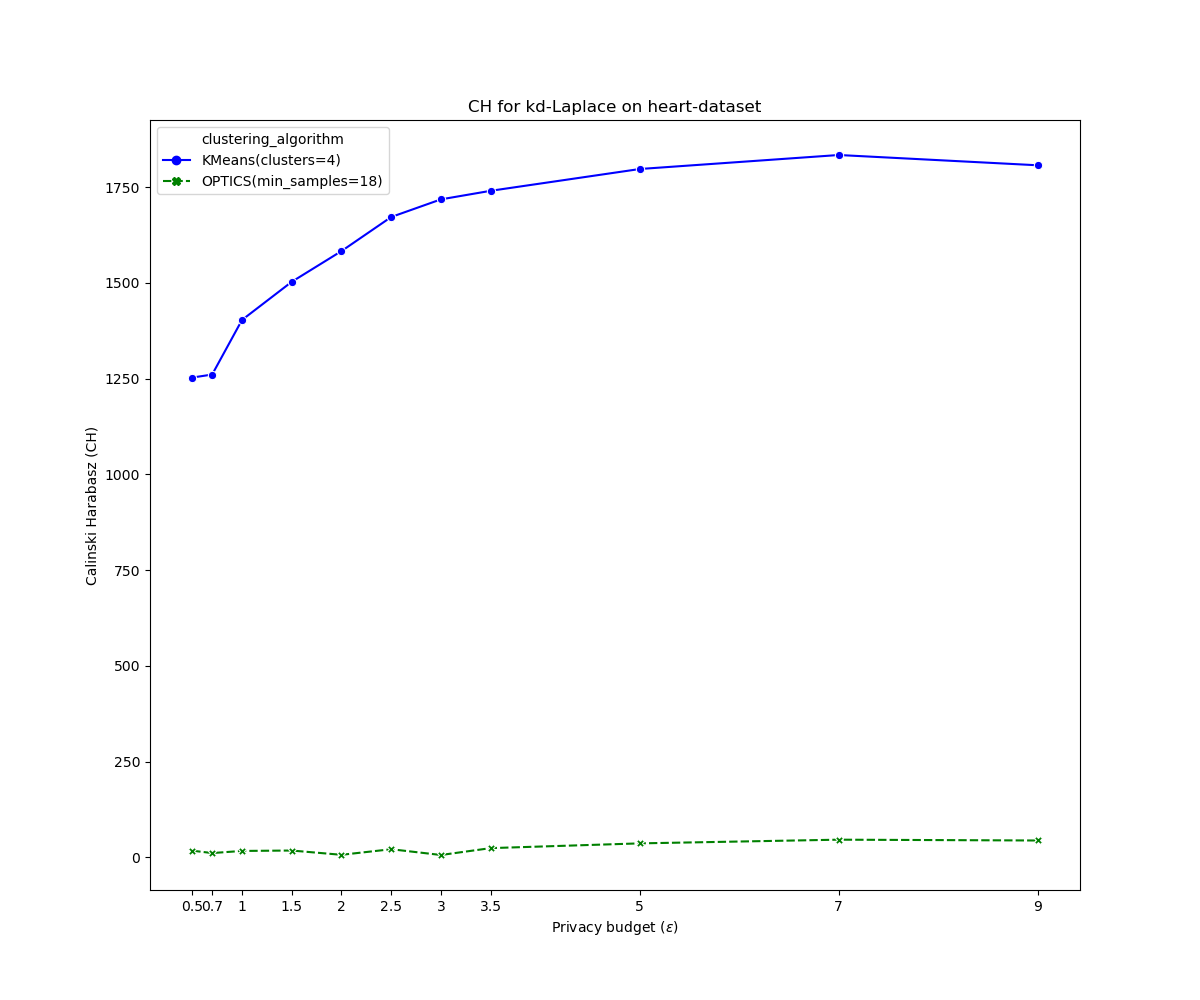 CH for kd-Laplace on heart-dataset
clustering_algorithm
KMeans(clusters=4)
OPTICS(min_samples=18)
1750
1500
1250
1000
750
500
250
0
Calinski Harabasz (CH)
0.5 0.7 1 1.5 2 2.5 3 3.5 5 7 9
Privacy budget (ε)